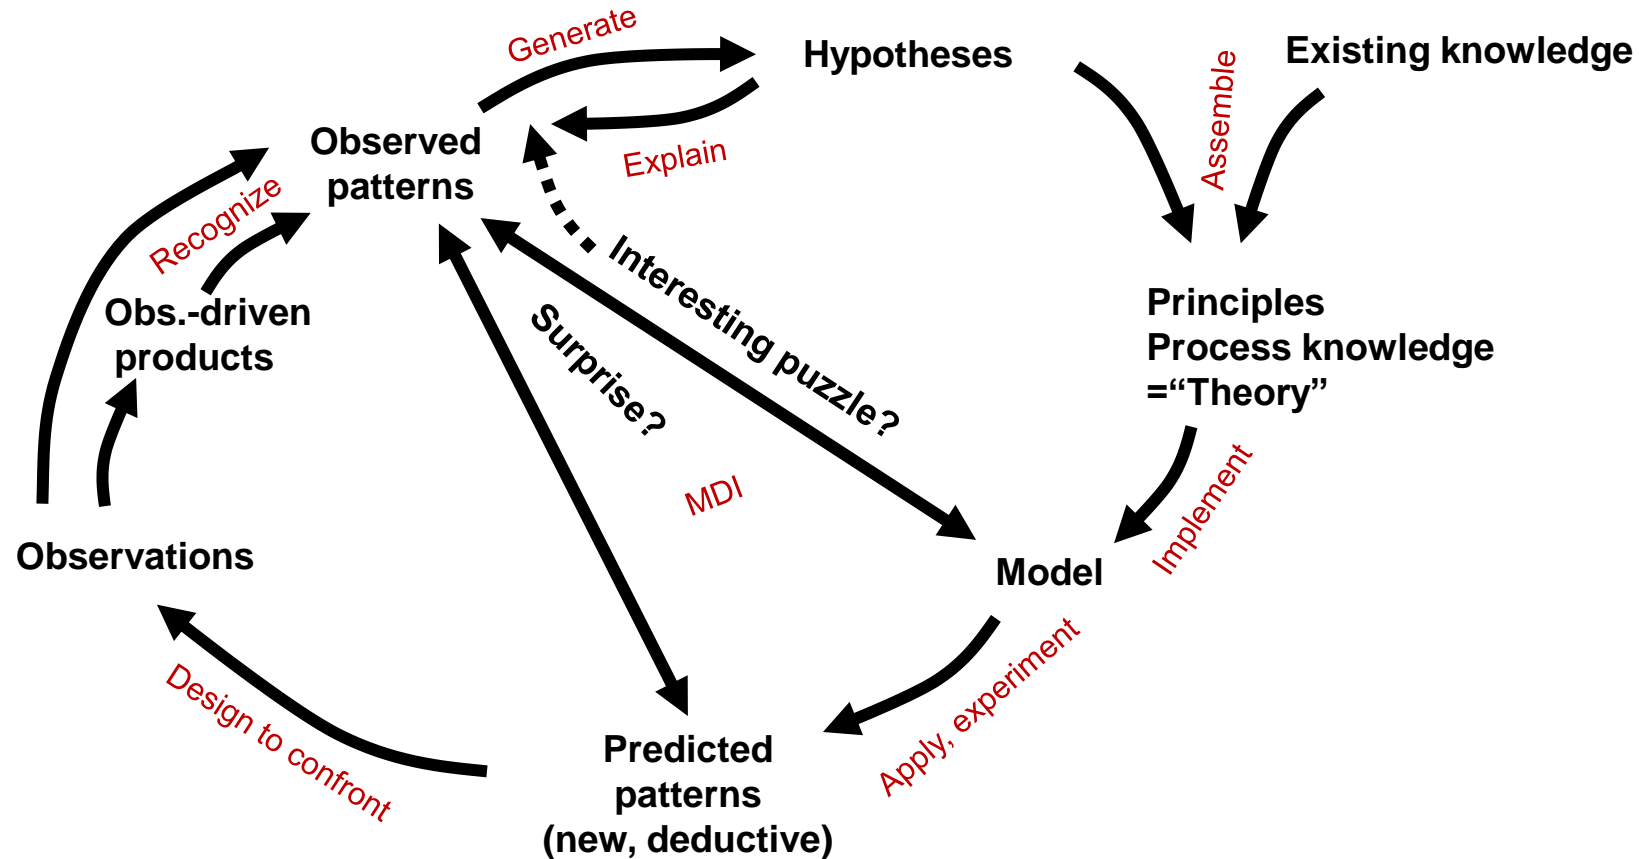 Generate
Hypotheses
Existing knowledge
Assemble
Explain
Observed
patterns
Recognize
Obs.-driven
products
Interesting puzzle?
Surprise?
MDI
Principles
Process knowledge
=“Theory”
Implement
Observations
Model
Apply, experiment
Design to confront
Predicted
patterns
(new, deductive)